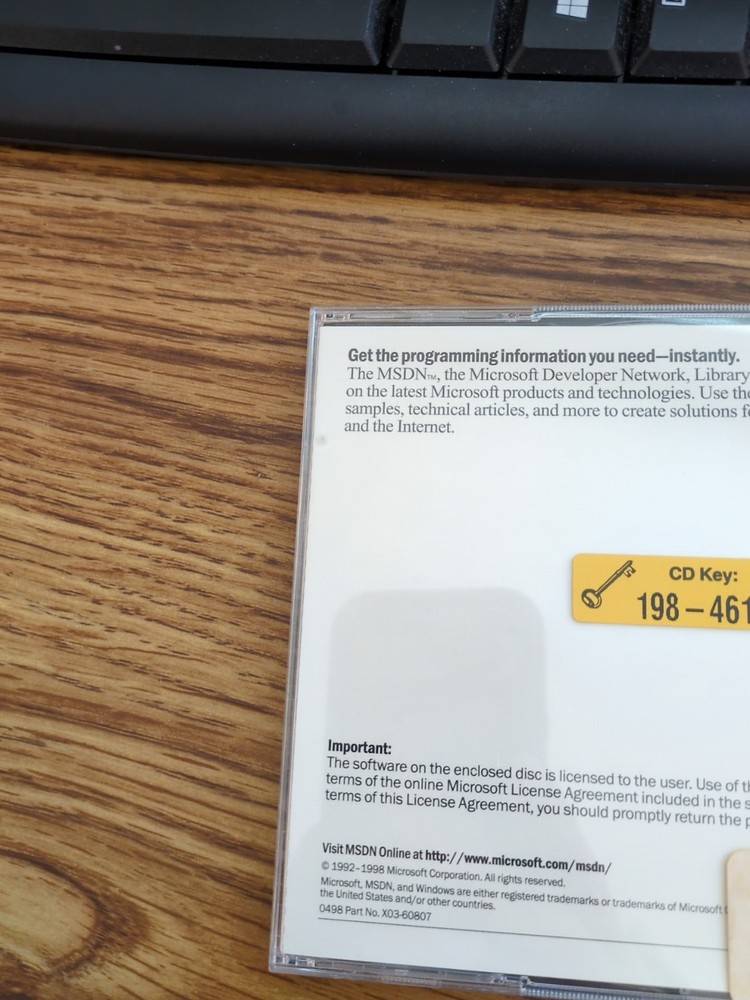 Get the programming information you need—instantly.
The MSDN™, the Microsoft Developer Network, Library
on the latest Microsoft products and technologies. Use the
samples, technical articles, and more to create solutions
and the Internet.
CD Key:
198 – 461
Important:
The software on the enclosed disc is licensed to the user. Use of
terms of the online Microsoft License Agreement included in the
terms of this License Agreement, you should promptly return the
Visit MSDN Online at http://www.microsoft.com/msdn/
© 1992–1998 Microsoft Corporation. All rights reserved.
Microsoft, MSDN, and Windows are either registered trademarks or trademarks of Microsoft
the United States and/or other countries.
0498 Part No. X03-60807